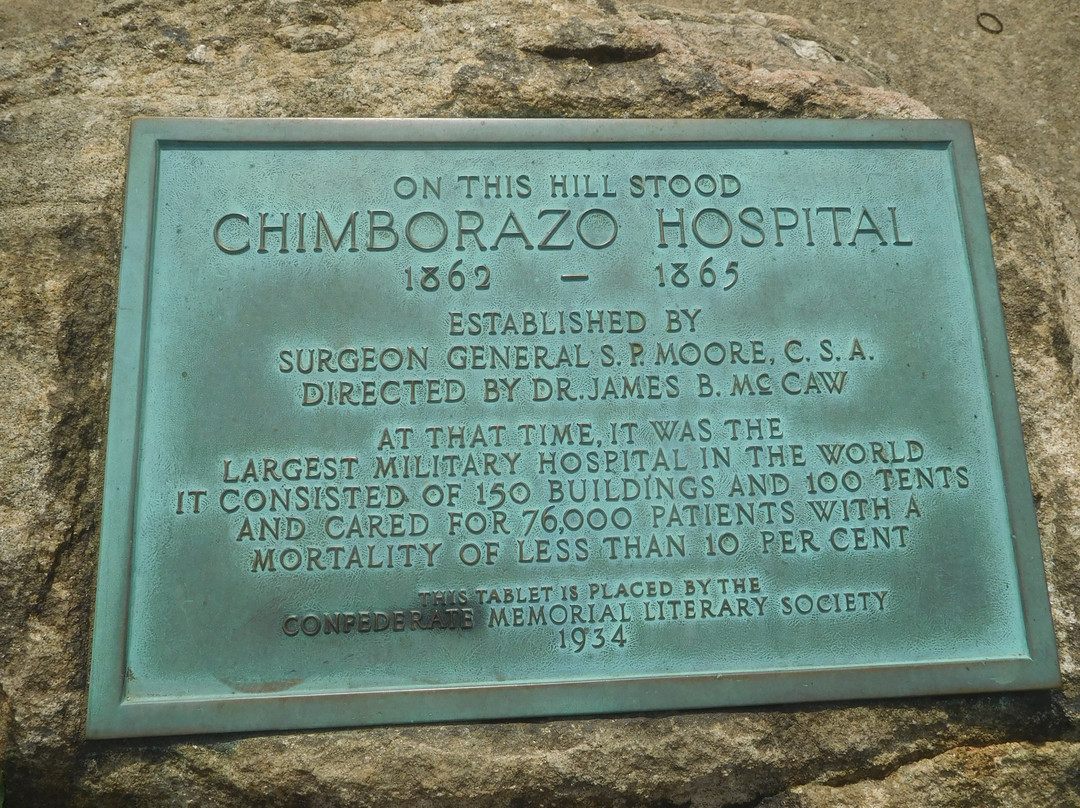 ON THIS HILL STOOD
CHIMBORAZO HOSPITAL
1862 — 1865
ESTABLISHED BY
SURGEON GENERAL S. P. MOORE, C. S. A.
DIRECTED BY DR. JAMES B. McCAW
AT THAT TIME, IT WAS THE
LARGEST MILITARY HOSPITAL IN THE WORLD
IT CONSISTED OF 150 BUILDINGS AND 100 TENTS
AND CARED FOR 76,000 PATIENTS WITH A
MORTALITY OF LESS THAN 10 PER CENT
THIS TABLET IS PLACED BY THE
CONFEDERATE MEMORIAL LITERARY SOCIETY
1934